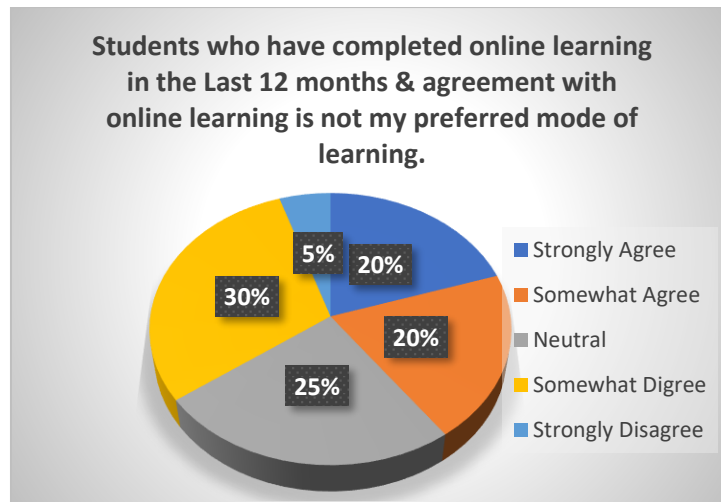 Students who have completed online learning
in the Last 12 months & agreement with
online learning is not my preferred mode of
learning.
5%
20%
30%
20%
25%
Strongly Agree
Somewhat Agree
Neutral
Somewhat Digree
Strongly Disagree